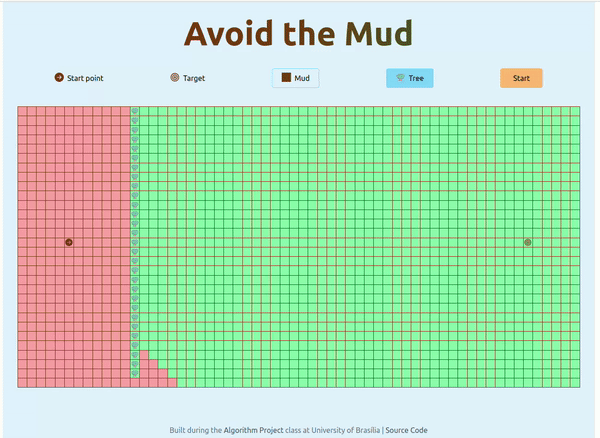 Avoid the Mud
Start point
Target
Mud
Tree
Start
Built during the Algorithm Project class at University of Brasília | Source Code